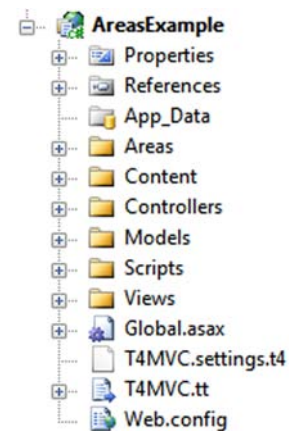 AreasExample
Properties
References
App_Data
Areas
Content
Controllers
Models
Scripts
Views
Global.asax
T4MVC.settings.t4
T4MVC.tt
Web.config